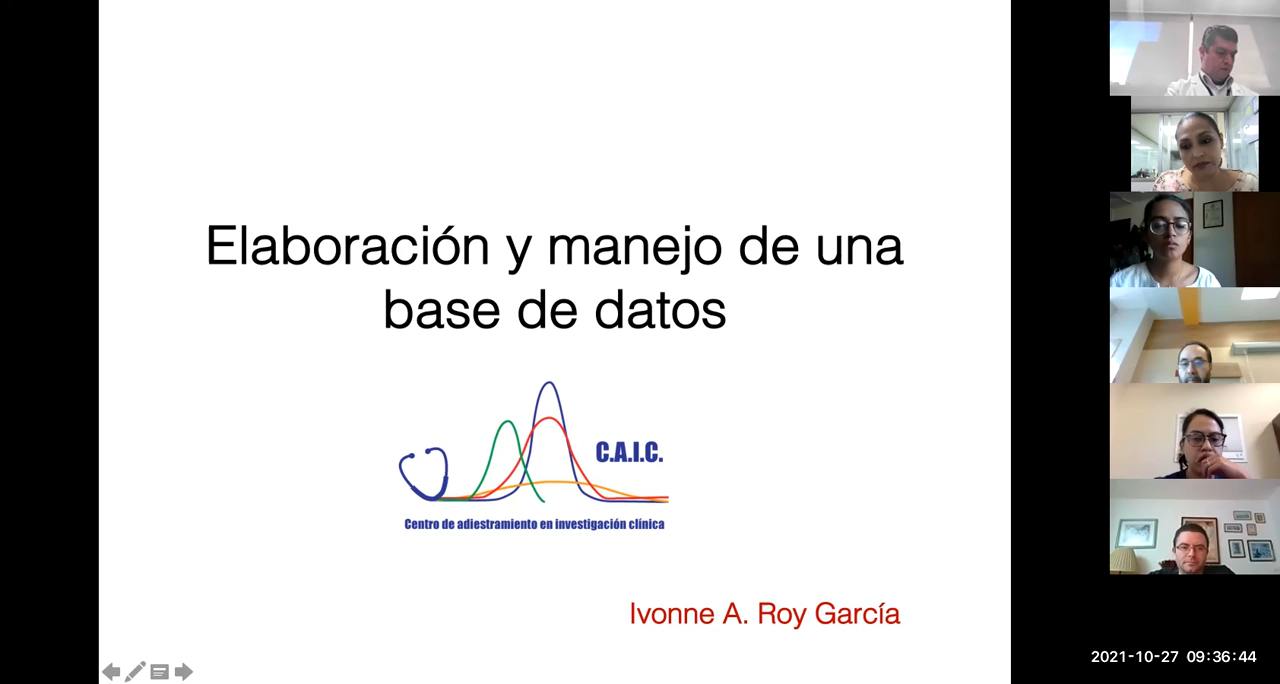 Elaboración y manejo de una
base de datos
C.A.I.C.
Centro de adiestramiento en investigación clínica
Ivonne A. Roy García
2021-10-27 09:36:44